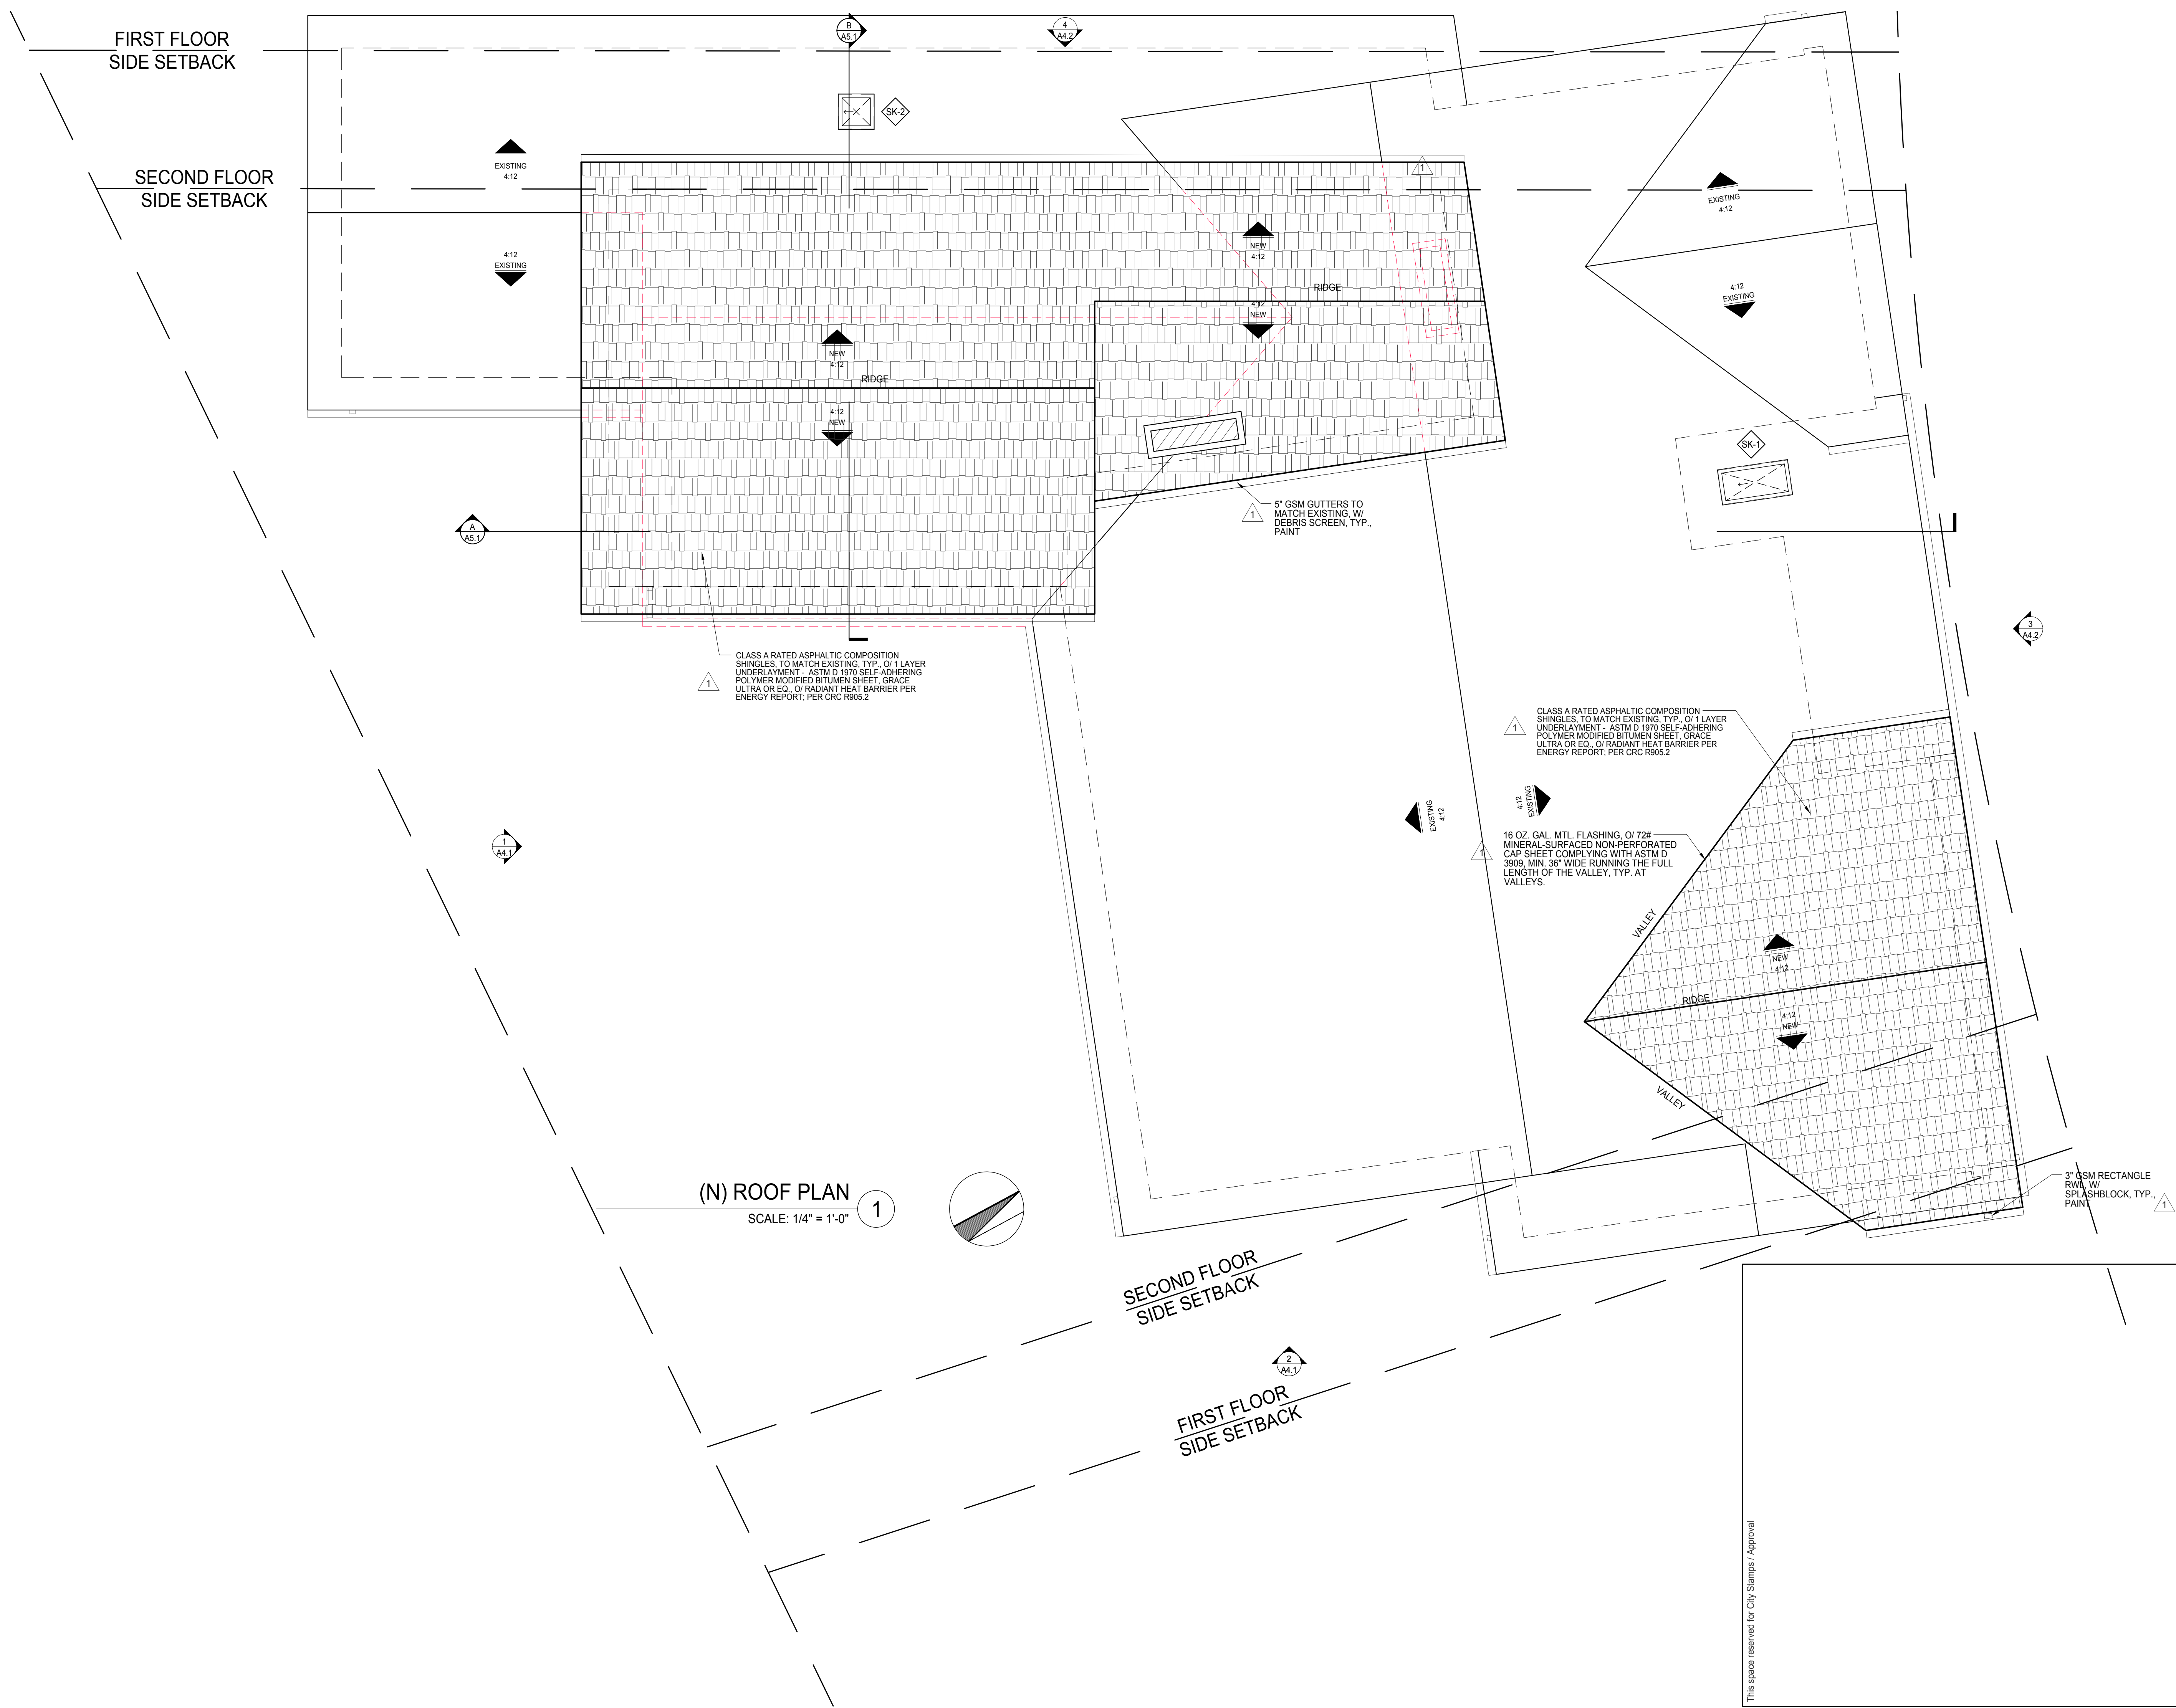 FIRST FLOOR
SIDE SETBACK
B
A5.1
4
A4.2
SK-2
EXISTING
4:12
SECOND FLOOR
SIDE SETBACK
4:12
EXISTING
1
NEW
4:12
RIDGE
4:12
NEW
NEW
4:12
RIDGE
4:12
NEW
EXISTING
4:12
4:12
EXISTING
SK-1
A
A5.1
1
5" GSM GUTTERS TO
MATCH EXISTING, W/
DEBRIS SCREEN, TYP.,
PAINT
3
A4.2
1
CLASS A RATED ASPHALTIC COMPOSITION
SHINGLES, TO MATCH EXISTING, TYP., O/ 1 LAYER
UNDERLAYMENT - ASTM D 1970 SELF-ADHERING
POLYMER MODIFIED BITUMEN SHEET, GRACE
ULTRA OR EQ., O/ RADIANT HEAT BARRIER PER
ENERGY REPORT; PER CRC R905.2
1
CLASS A RATED ASPHALTIC COMPOSITION
SHINGLES, TO MATCH EXISTING, TYP., O/ 1 LAYER
UNDERLAYMENT - ASTM D 1970 SELF-ADHERING
POLYMER MODIFIED BITUMEN SHEET, GRACE
ULTRA OR EQ., O/ RADIANT HEAT BARRIER PER
ENERGY REPORT; PER CRC R905.2
EXISTING
4:12
4:12
EXISTING
1
A4.1
1
16 OZ. GAL. MTL. FLASHING, O/ 72#
MINERAL-SURFACED NON-PERFORATED
CAP SHEET COMPLYING WITH ASTM D
3909, MIN. 36" WIDE RUNNING THE FULL
LENGTH OF THE VALLEY, TYP. AT
VALLEYS.
VALLEY
NEW
4:12
RIDGE
4:12
NEW
VALLEY
3" GSM RECTANGLE
RWL, W/
SPLASHBLOCK, TYP.,
PAINT
1
(N) ROOF PLAN
SCALE: 1/4" = 1'-0"
1
SECOND FLOOR
SIDE SETBACK
2
A4.1
FIRST FLOOR
SIDE SETBACK
This space reserved for City Stamps / Approval